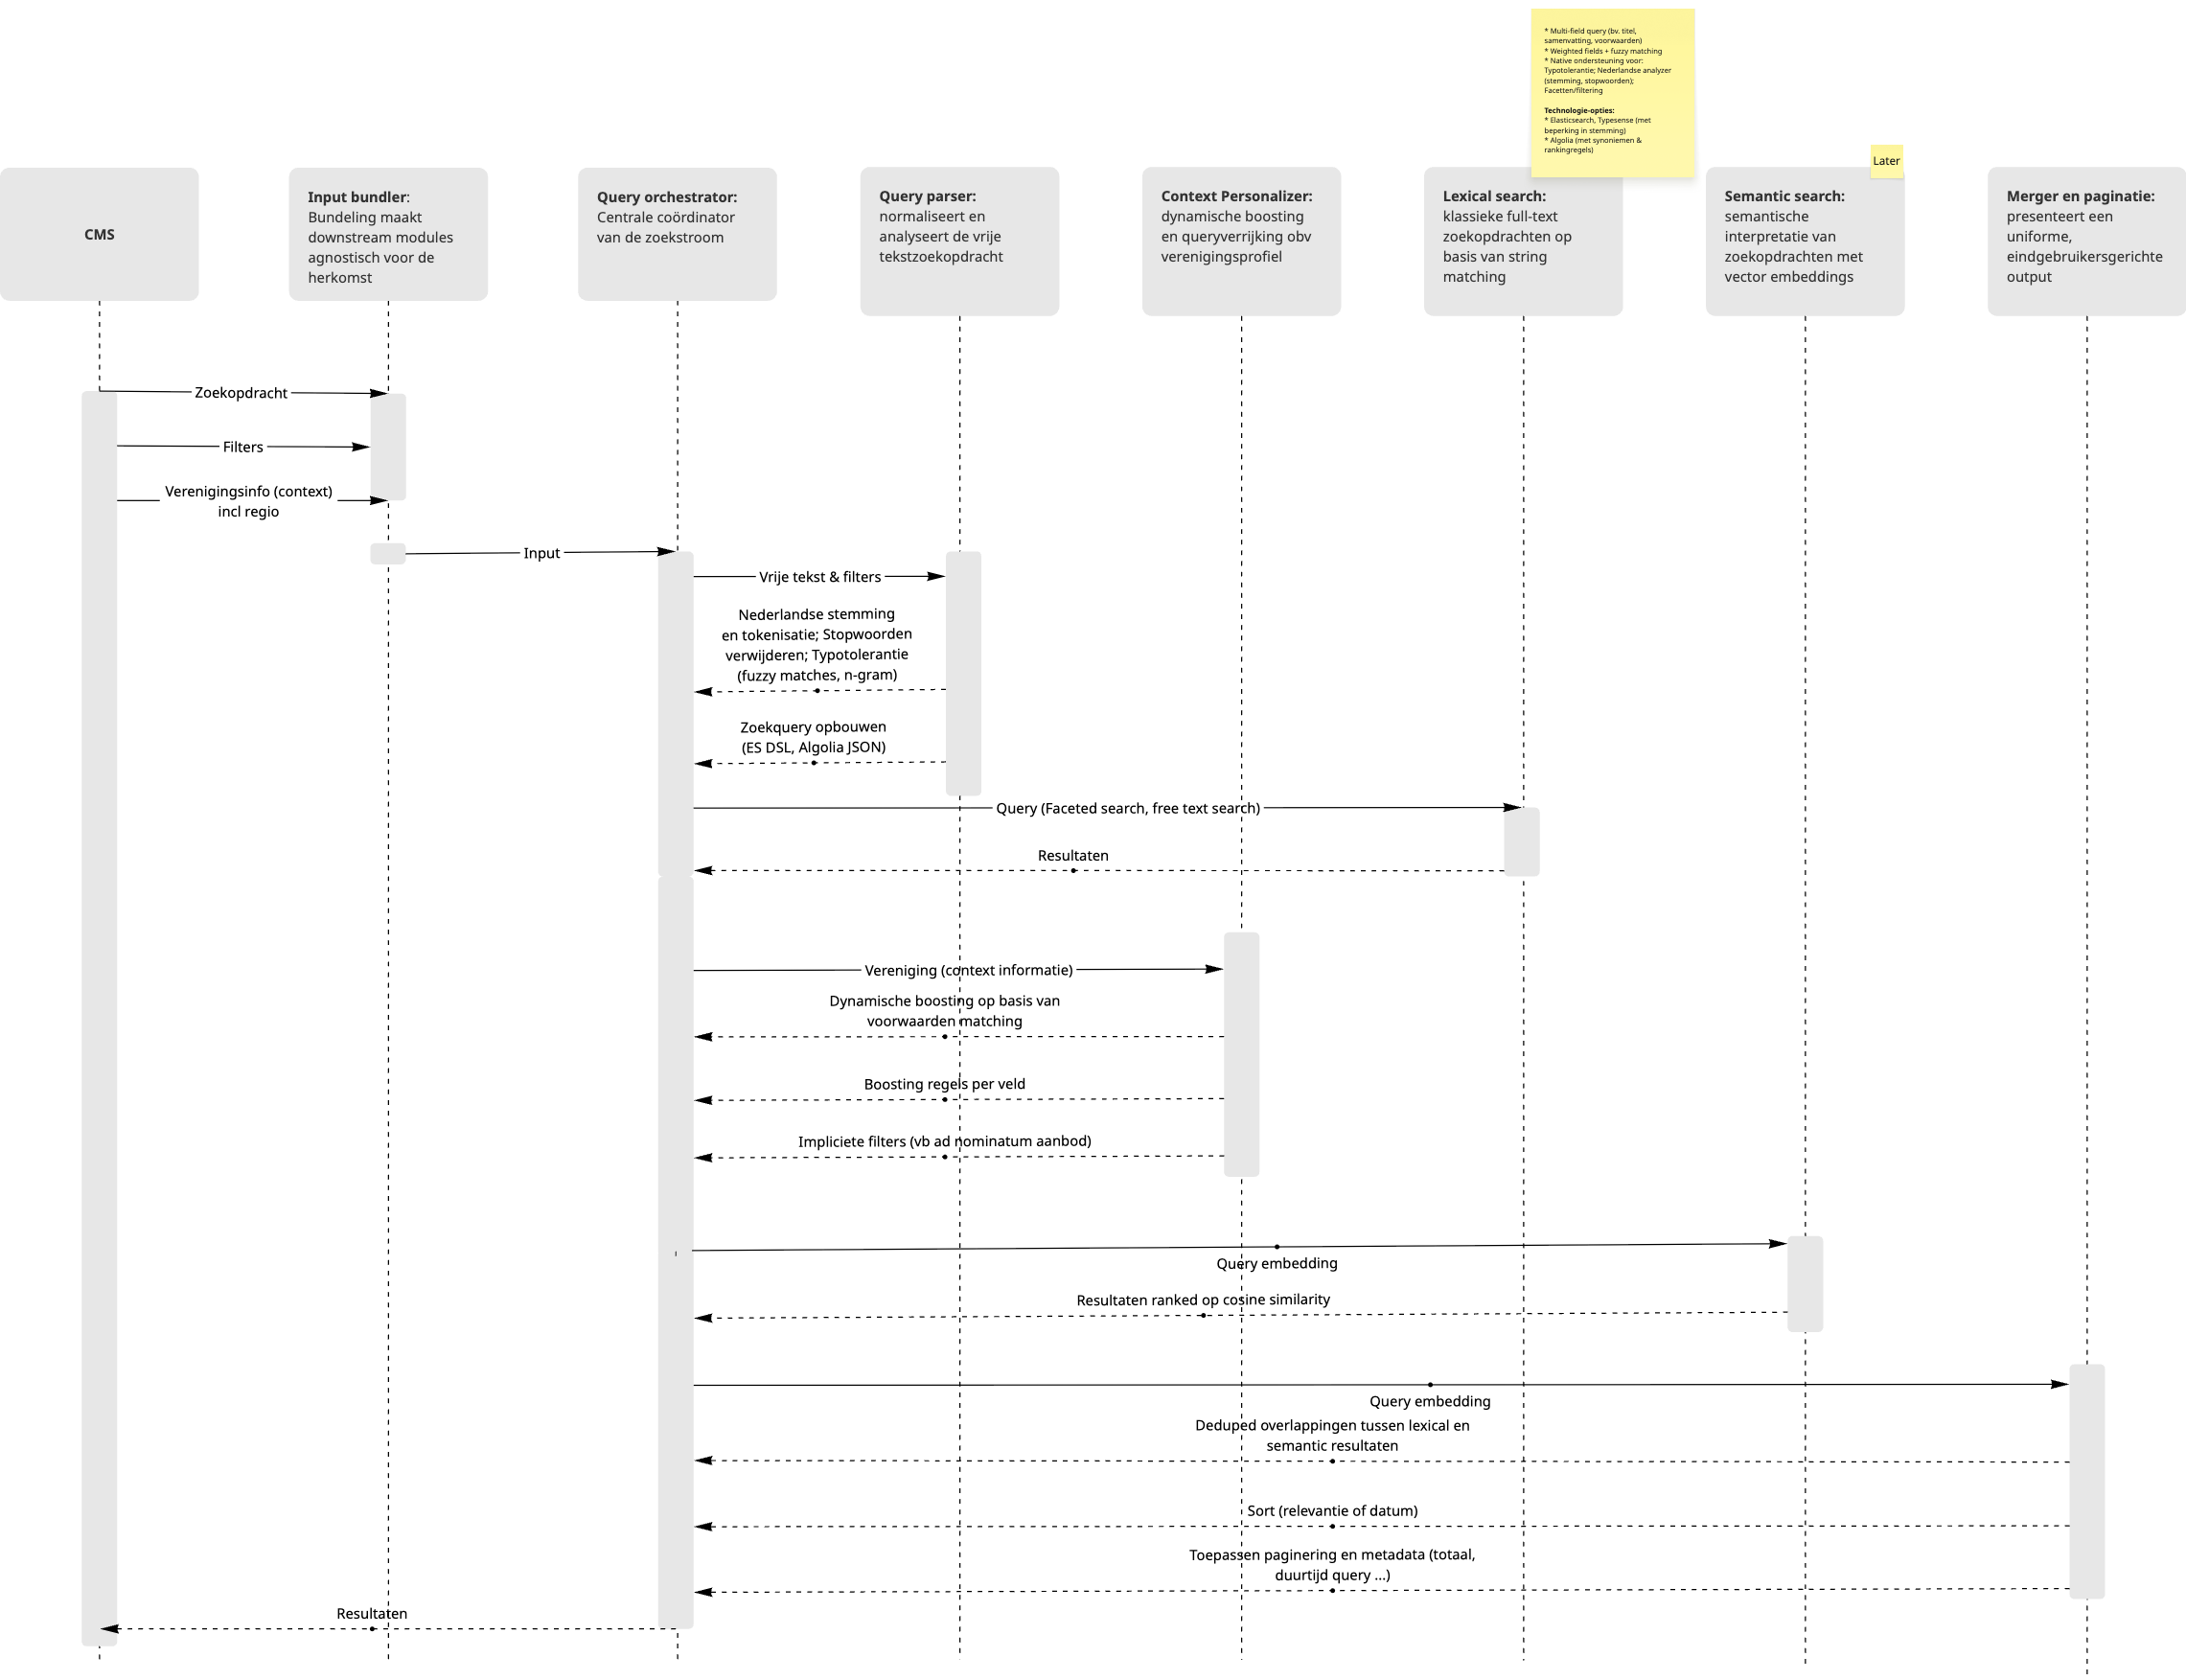 * Multi-field query (bv. titel,
samenvatting, voorwaarden)
* Weighted fields + fuzzy matching
* Native ondersteuning voor:
Typotolerantie; Nederlandse analyzer
(stemming, stopwoorden);
Facetten/filtering
Technologie-opties:
* Elasticsearch, Typesense (met
beperking in stemming)
* Algolia (met synoniemen &
rankingregels)
Later
CMS
Input bundler:
Bundeling maakt
downstream modules
agnostisch voor de
herkomst
Query orchestrator:
Centrale coördinator
van de zoekstroom
Query parser:
normaliseert en
analyseert de vrije
tekstzoekopdracht
Context Personalizer:
dynamische boosting
en queryverrijking obv
verenigingsprofiel
Lexical search:
klassieke full-text
zoekopdrachten op
basis van string
matching
Semantic search:
semantische
interpretatie van
zoekopdrachten met
vector embeddings
Merger en paginatie:
presenteert een
uniforme,
eindgebruikersgerichte
output
Zoekopdracht
Filters
Verenigingsinfo (context)
incl regio
Input
Vrije tekst & filters
Nederlandse stemming
en tokenisatie; Stopwoorden
verwijderen; Typotolerantie
(fuzzy matches, n-gram)
Zoekquery opbouwen
(ES DSL, Algolia JSON)
Query (Faceted search, free text search)
Resultaten
Vereniging (context informatie)
Dynamische boosting op basis van
voorwaarden matching
Boosting regels per veld
Impliciete filters (vb ad nominatum aanbod)
Query embedding
Resultaten ranked op cosine similarity
Query embedding
Deduped overlappingen tussen lexical en
semantic resultaten
Sort (relevantie of datum)
Toepassen paginering en metadata (totaal,
duurtijd query ...)
Resultaten